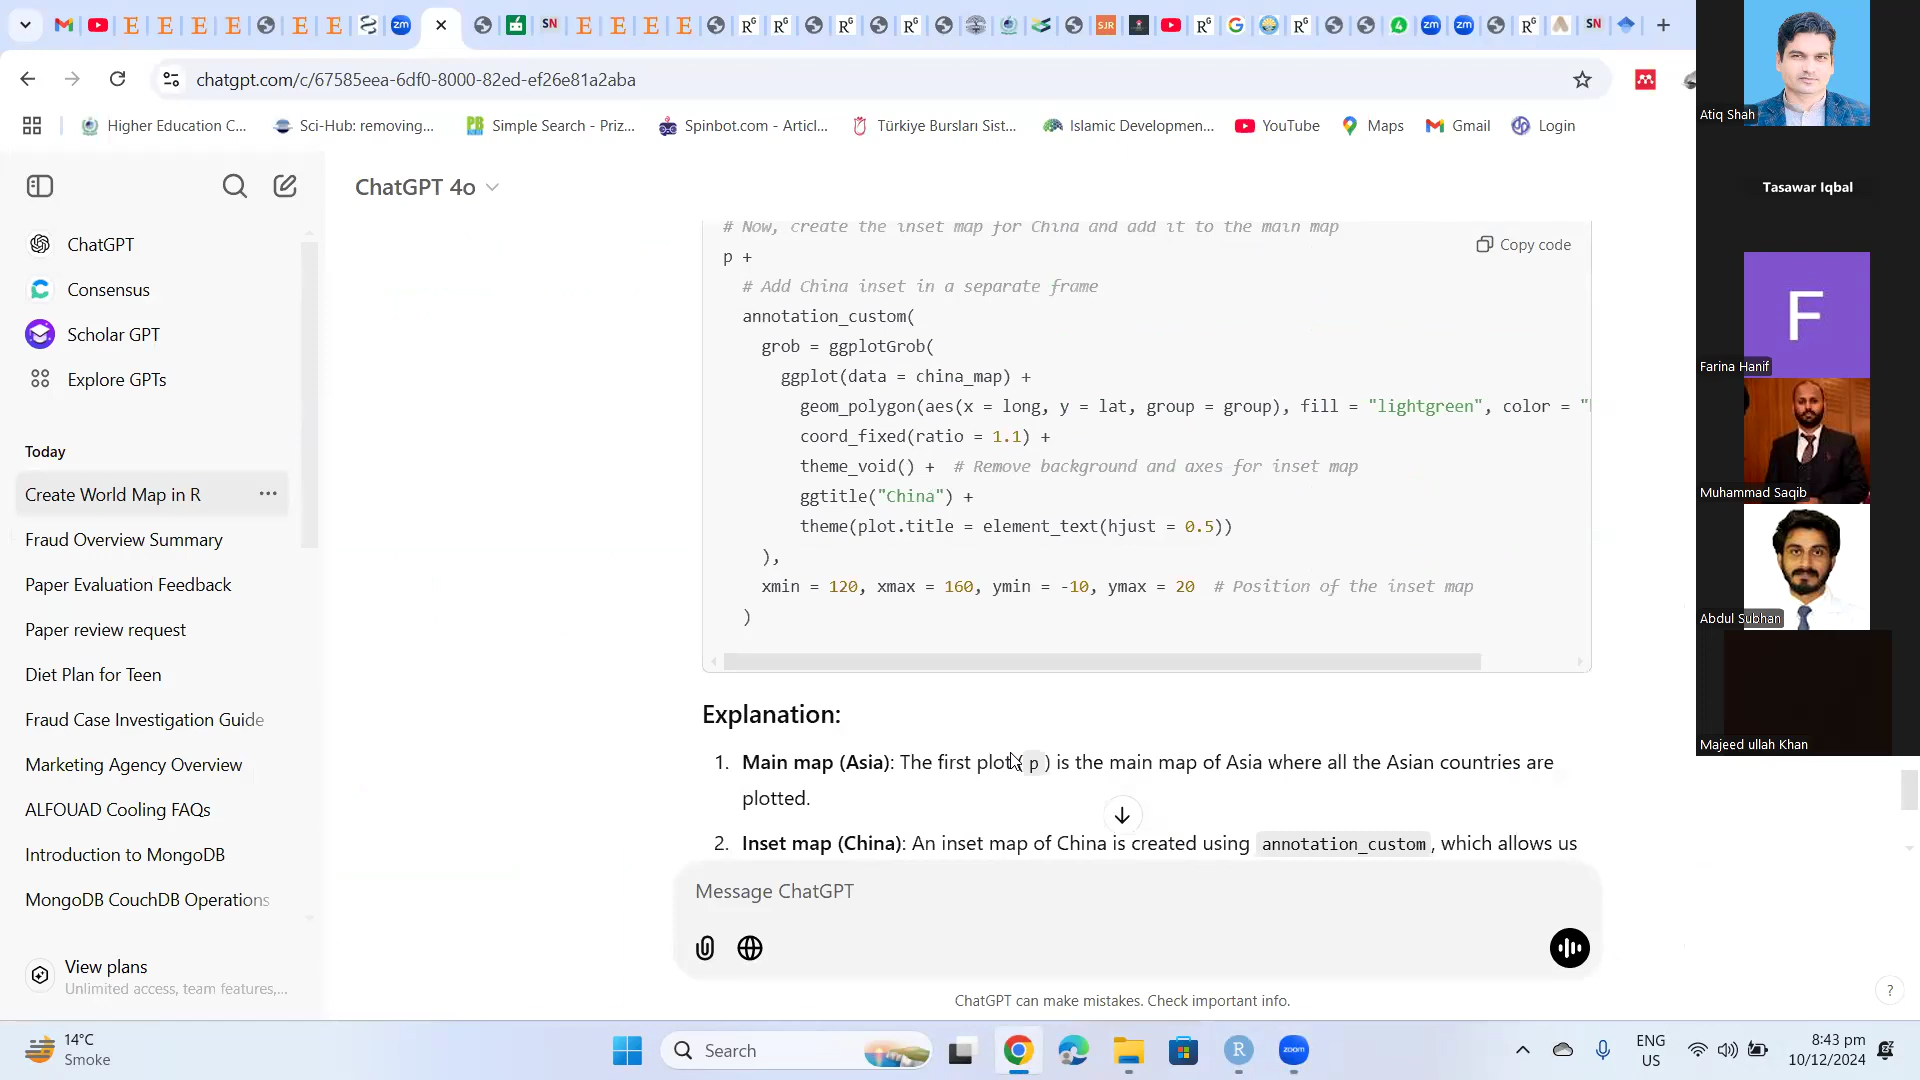 chatgpt.com/c/67585eea-6df0-8000-82ed-ef26e81a2aba
Higher Education C...
Sci-Hub: removing...
Simple Search - Priz...
Spinbot.com - Articl...
Türkiye Bursları Sist...
Islamic Developmen...
YouTube
Maps
Gmail
Login
ChatGPT 4o
ChatGPT
Consensus
Scholar GPT
Explore GPTs
Today
Create World Map in R
Fraud Overview Summary
Paper Evaluation Feedback
Paper review request
Diet Plan for Teen
Fraud Case Investigation Guide
Marketing Agency Overview
ALFOUAD Cooling FAQs
Introduction to MongoDB
MongoDB CouchDB Operations
View plans
Unlimited access, team features,...
# Now, create the inset map for China and add it to the main map
Copy code
p +
# Add China inset in a separate frame
annotation_custom(
grob = ggplotGrob(
ggplot(data = china_map) +
geom_polygon(aes(x = long, y = lat, group = group), fill = "lightgreen", color = "
coord_fixed(ratio = 1.1) +
theme_void() + # Remove background and axes for inset map
ggtitle("China") +
theme(plot.title = element_text(hjust = 0.5))
),
xmin = 120, xmax = 160, ymin = -10, ymax = 20 # Position of the inset map
)
Explanation:
1. Main map (Asia): The first plot (p) is the main map of Asia where all the Asian countries are
plotted.
2. Inset map (China): An inset map of China is created using annotation_custom, which allows us
Message ChatGPT
ChatGPT can make mistakes. Check important info.
?
Atiq Shah
Tasawar Iqbal
F
Farina Hanif
Muhammad Saqib
Abdul Subhan
Majeed ullah Khan
14°C
Smoke
Search
zoom
ENG
US
8:43 pm
10/12/2024